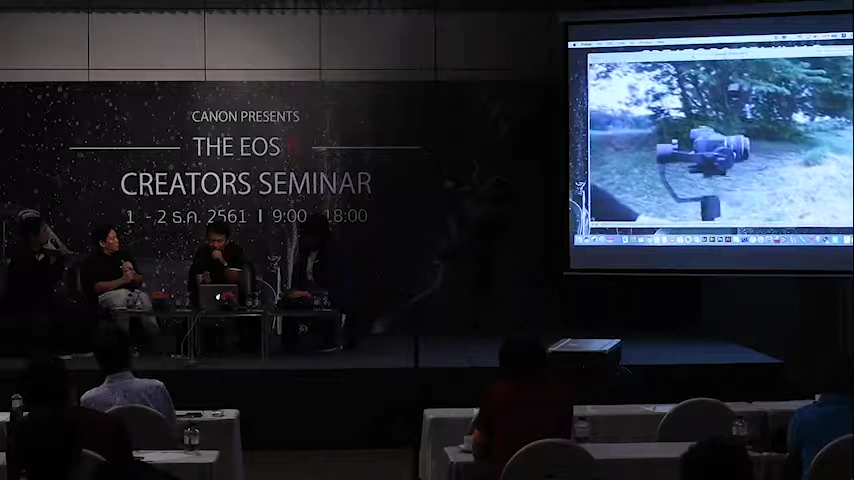 CANON PRESENTS
THE EOS R
CREATORS SEMINAR
1 - 2 ธ.ค. 2561 I 9:00 - 18:00